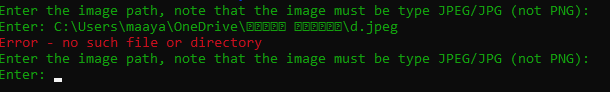 Enter the image path, note that the image must be type JPEG/JPG (not PNG):
Enter: C:\Users\maaya\OneDrive\ \d.jpeg
Error - no such file or directory
Enter the image path, note that the image must be type JPEG/JPG (not PNG):
Enter: